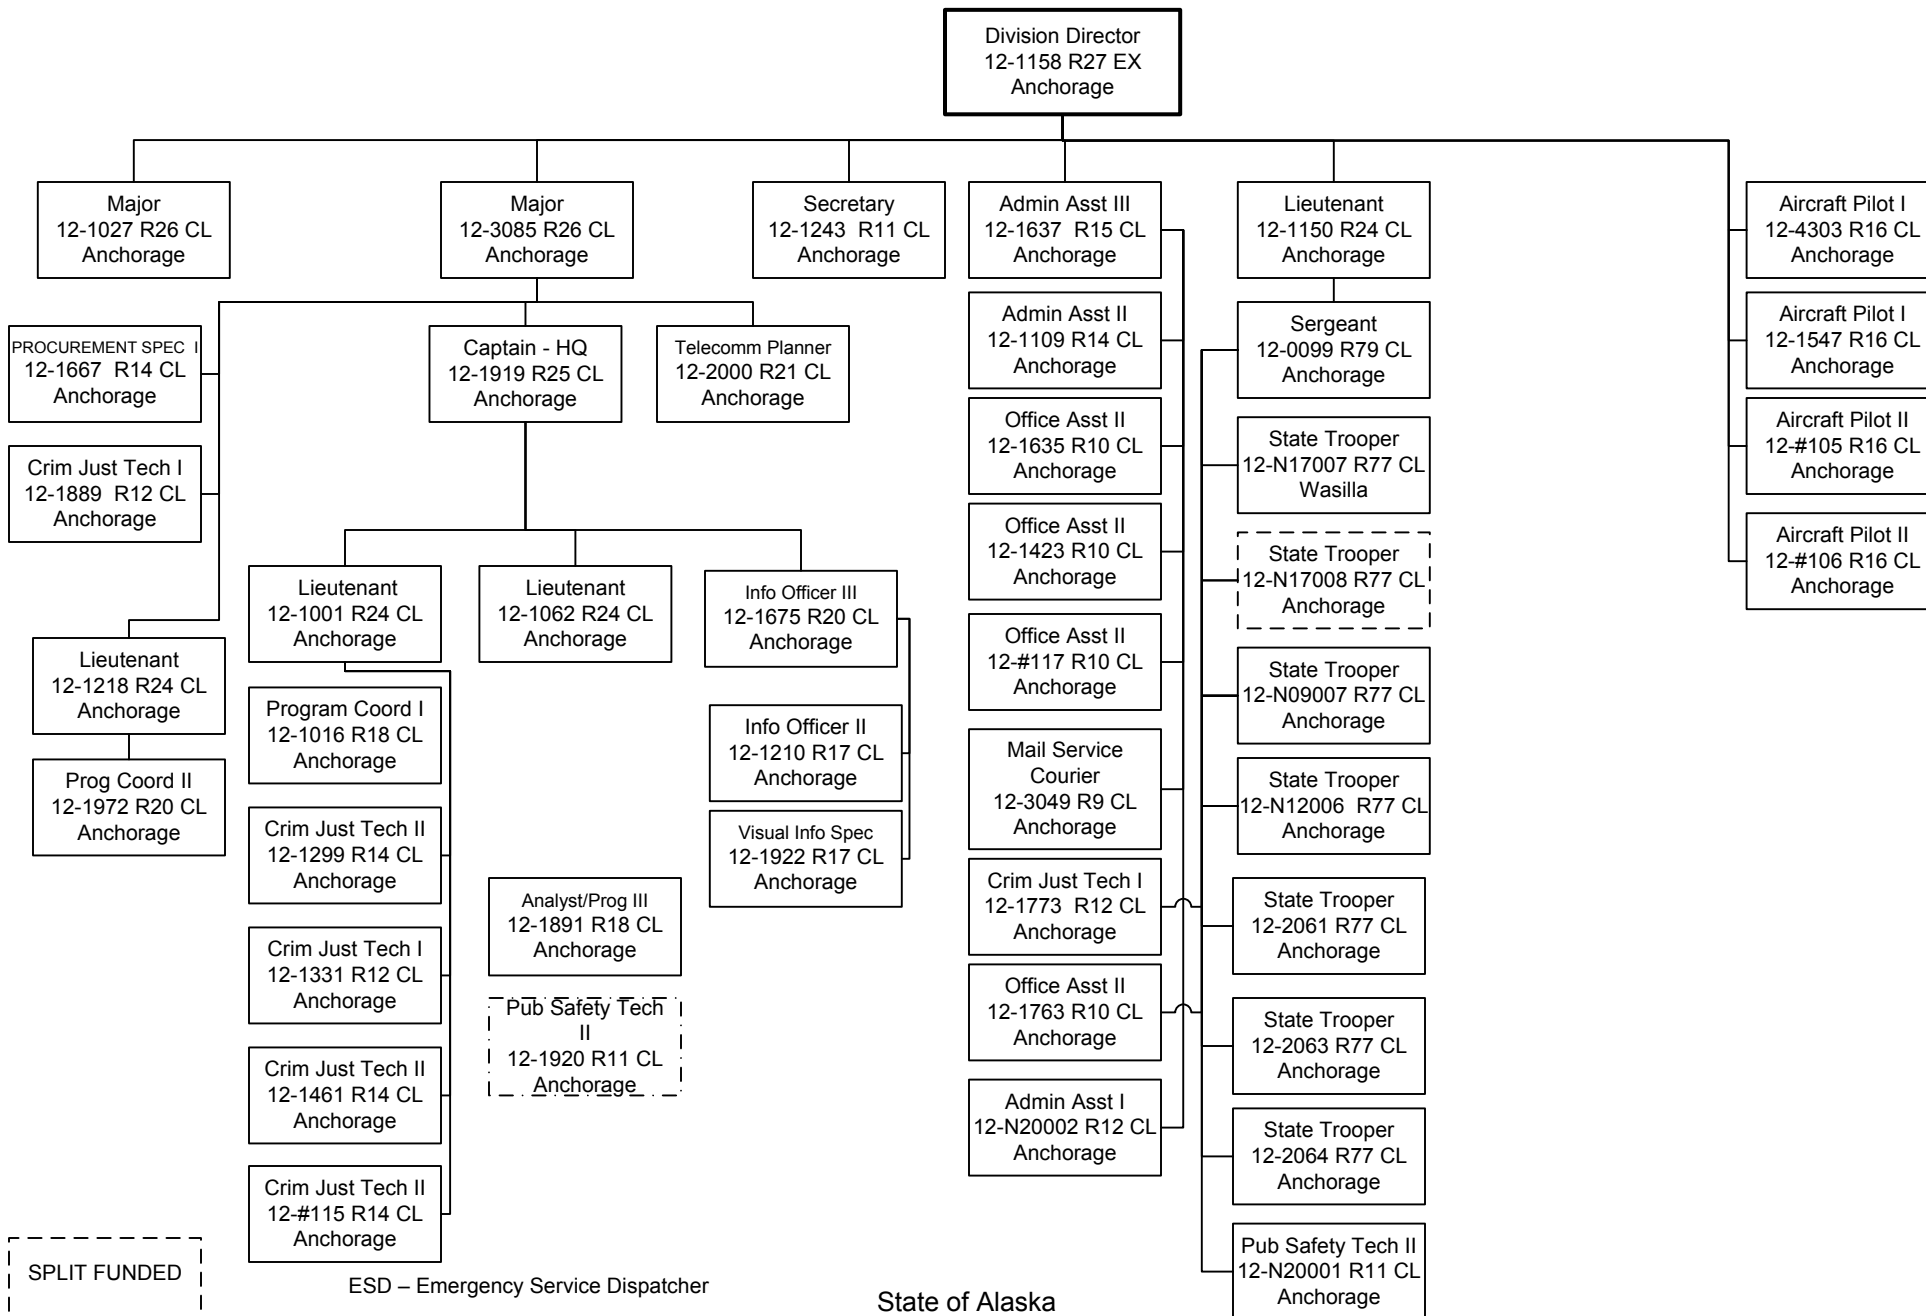 Division Director
12-1158 R27 EX
Anchorage
Major
12-1027 R26 CL
Anchorage
Major
12-3085 R26 CL
Anchorage
Secretary
12-1243 R11 CL
Anchorage
Admin Asst III
12-1637 R15 CL
Anchorage
Lieutenant
12-1150 R24 CL
Anchorage
Aircraft Pilot I
12-4303 R16 CL
Anchorage
PROCUREMENT SPEC I
12-1667 R14 CL
Anchorage
Crim Just Tech I
12-1889 R12 CL
Anchorage
Lieutenant
12-1218 R24 CL
Anchorage
Prog Coord II
12-1972 R20 CL
Anchorage
Captain - HQ
12-1919 R25 CL
Anchorage
Telecomm Planner
12-2000 R21 CL
Anchorage
Lieutenant
12-1001 R24 CL
Anchorage
Lieutenant
12-1062 R24 CL
Anchorage
Info Officer III
12-1675 R20 CL
Anchorage
Program Coord I
12-1016 R18 CL
Anchorage
Crim Just Tech II
12-1299 R14 CL
Anchorage
Crim Just Tech I
12-1331 R12 CL
Anchorage
Crim Just Tech II
12-1461 R14 CL
Anchorage
Crim Just Tech II
12-#115 R14 CL
Anchorage
Analyst/Prog III
12-1891 R18 CL
Anchorage
Pub Safety Tech
II
12-1920 R11 CL
Anchorage
Info Officer II
12-1210 R17 CL
Anchorage
Visual Info Spec
12-1922 R17 CL
Anchorage
Admin Asst II
12-1109 R14 CL
Anchorage
Office Asst II
12-1635 R10 CL
Anchorage
Office Asst II
12-1423 R10 CL
Anchorage
Office Asst II
12-#117 R10 CL
Anchorage
Mail Service
Courier
12-3049 R9 CL
Anchorage
Crim Just Tech I
12-1773 R12 CL
Anchorage
Office Asst II
12-1763 R10 CL
Anchorage
Admin Asst I
12-N20002 R12 CL
Anchorage
Sergeant
12-0099 R79 CL
Anchorage
State Trooper
12-N17007 R77 CL
Wasilla
State Trooper
12-N17008 R77 CL
Anchorage
State Trooper
12-N09007 R77 CL
Anchorage
State Trooper
12-N12006 R77 CL
Anchorage
State Trooper
12-2061 R77 CL
Anchorage
State Trooper
12-2063 R77 CL
Anchorage
State Trooper
12-2064 R77 CL
Anchorage
Pub Safety Tech II
12-N20001 R11 CL
Anchorage
Aircraft Pilot I
12-1547 R16 CL
Anchorage
Aircraft Pilot II
12-#105 R16 CL
Anchorage
Aircraft Pilot II
12-#106 R16 CL
Anchorage
SPLIT FUNDED
ESD – Emergency Service Dispatcher
State of Alaska